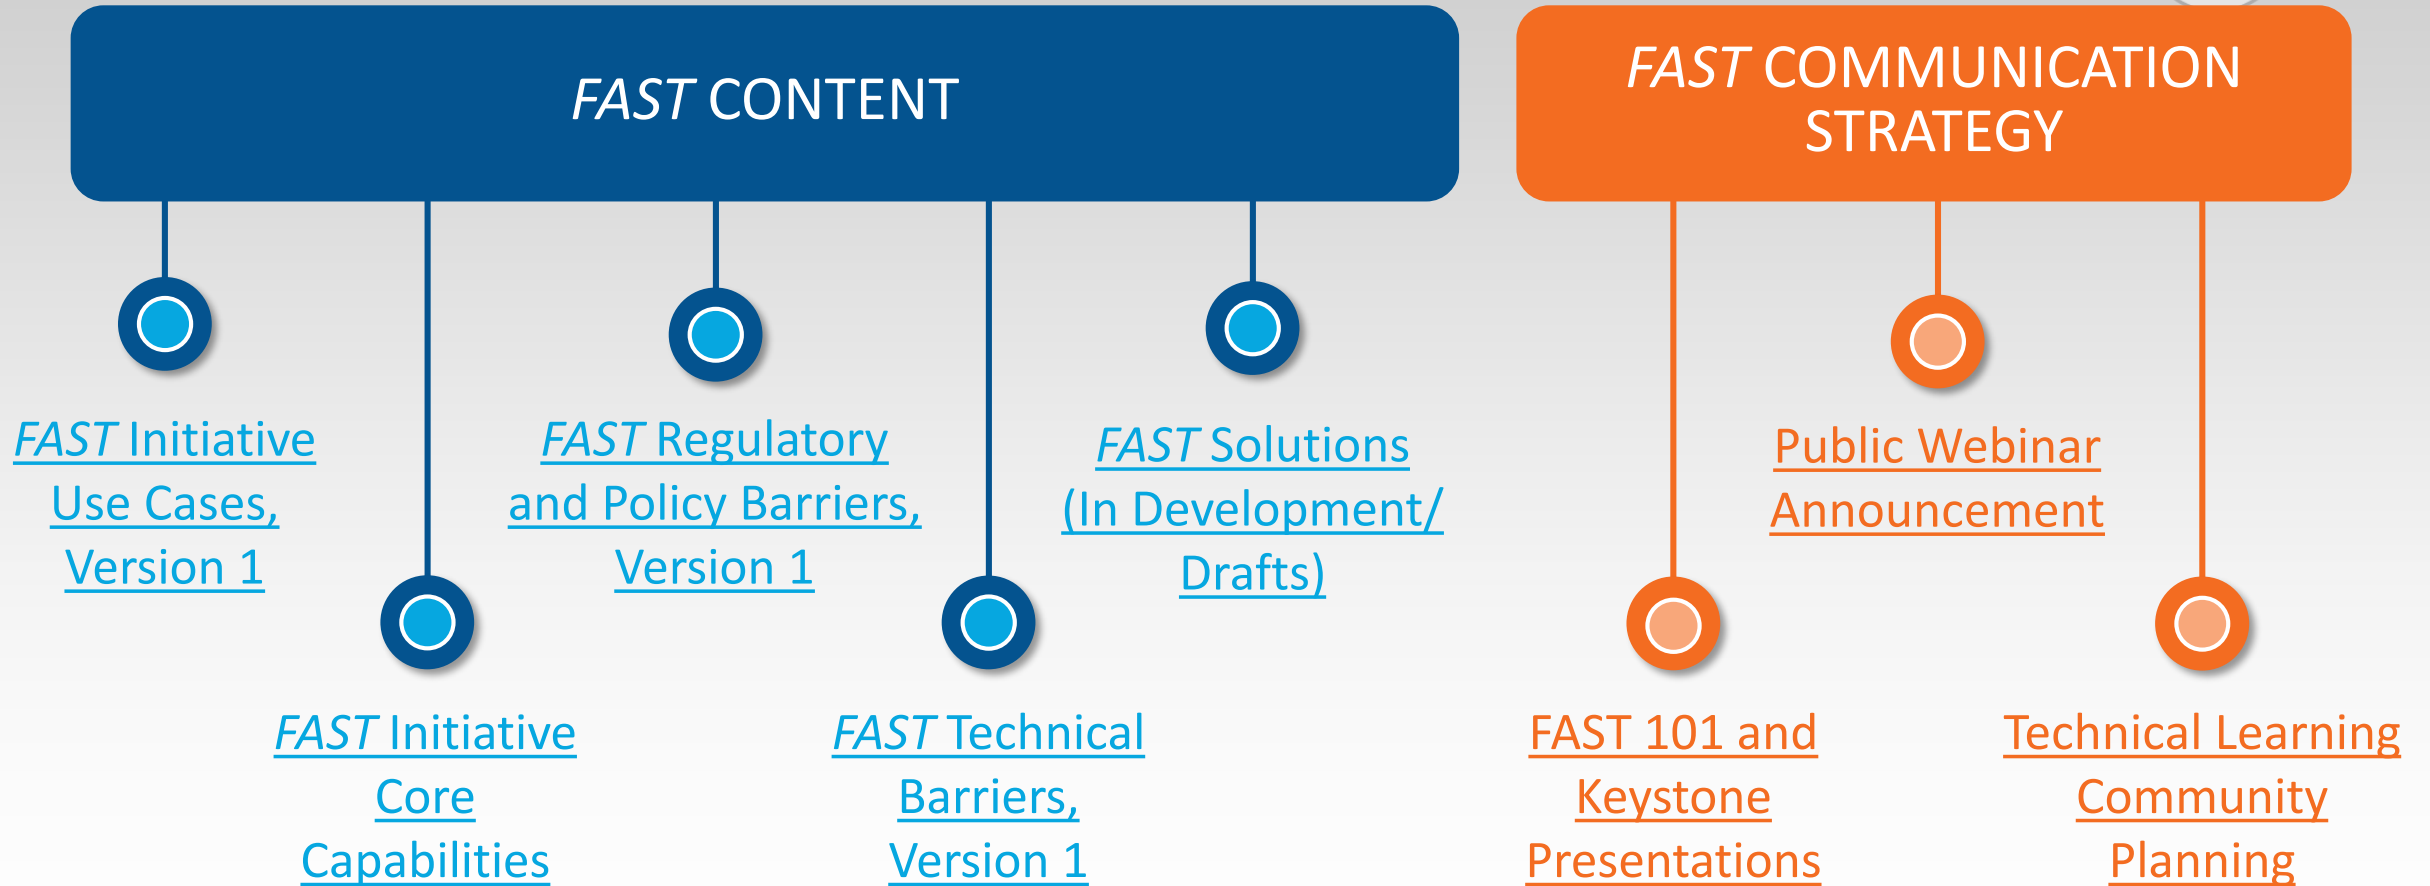 FAST CONTENT
FAST Initiative
Use Cases,
Version 1
FAST Initiative
Core
Capabilities
FAST Regulatory
and Policy Barriers,
Version 1
FAST Technical
Barriers,
Version 1
FAST Solutions
(In Development/
Drafts)
FAST COMMUNICATION
STRATEGY
FAST 101 and
Keystone
Presentations
Public Webinar
Announcement
Technical Learning
Community
Planning